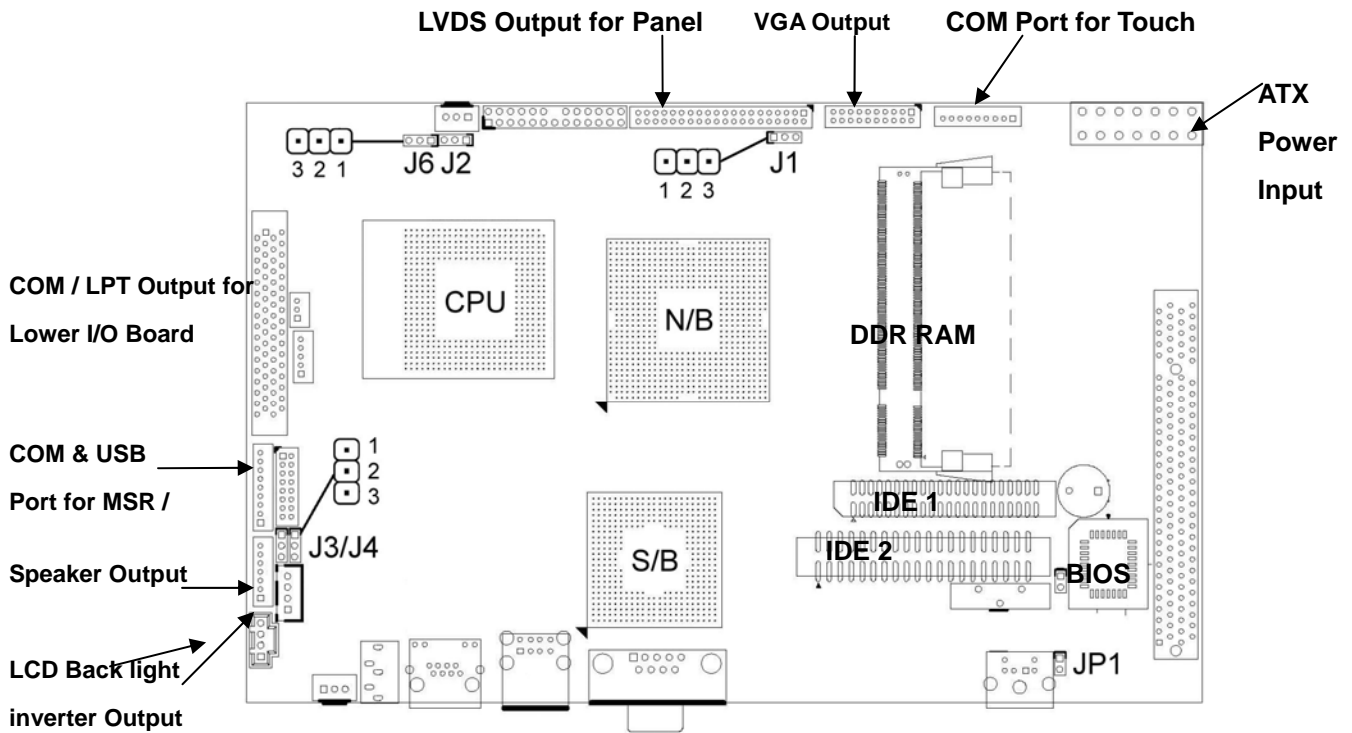 LVDS Output for Panel
VGA Output
COM Port for Touch
ATX
Power
Input
3 2 1
J6 J2
1 2 3
J1
COM / LPT Output for
Lower I/O Board
CPU
N/B
DDR RAM
COM & USB
Port for MSR /
1
2
3
J3/J4
IDE 1
IDE 2
S/B
BIOS
Speaker Output
LCD Back light
inverter Output
JP1